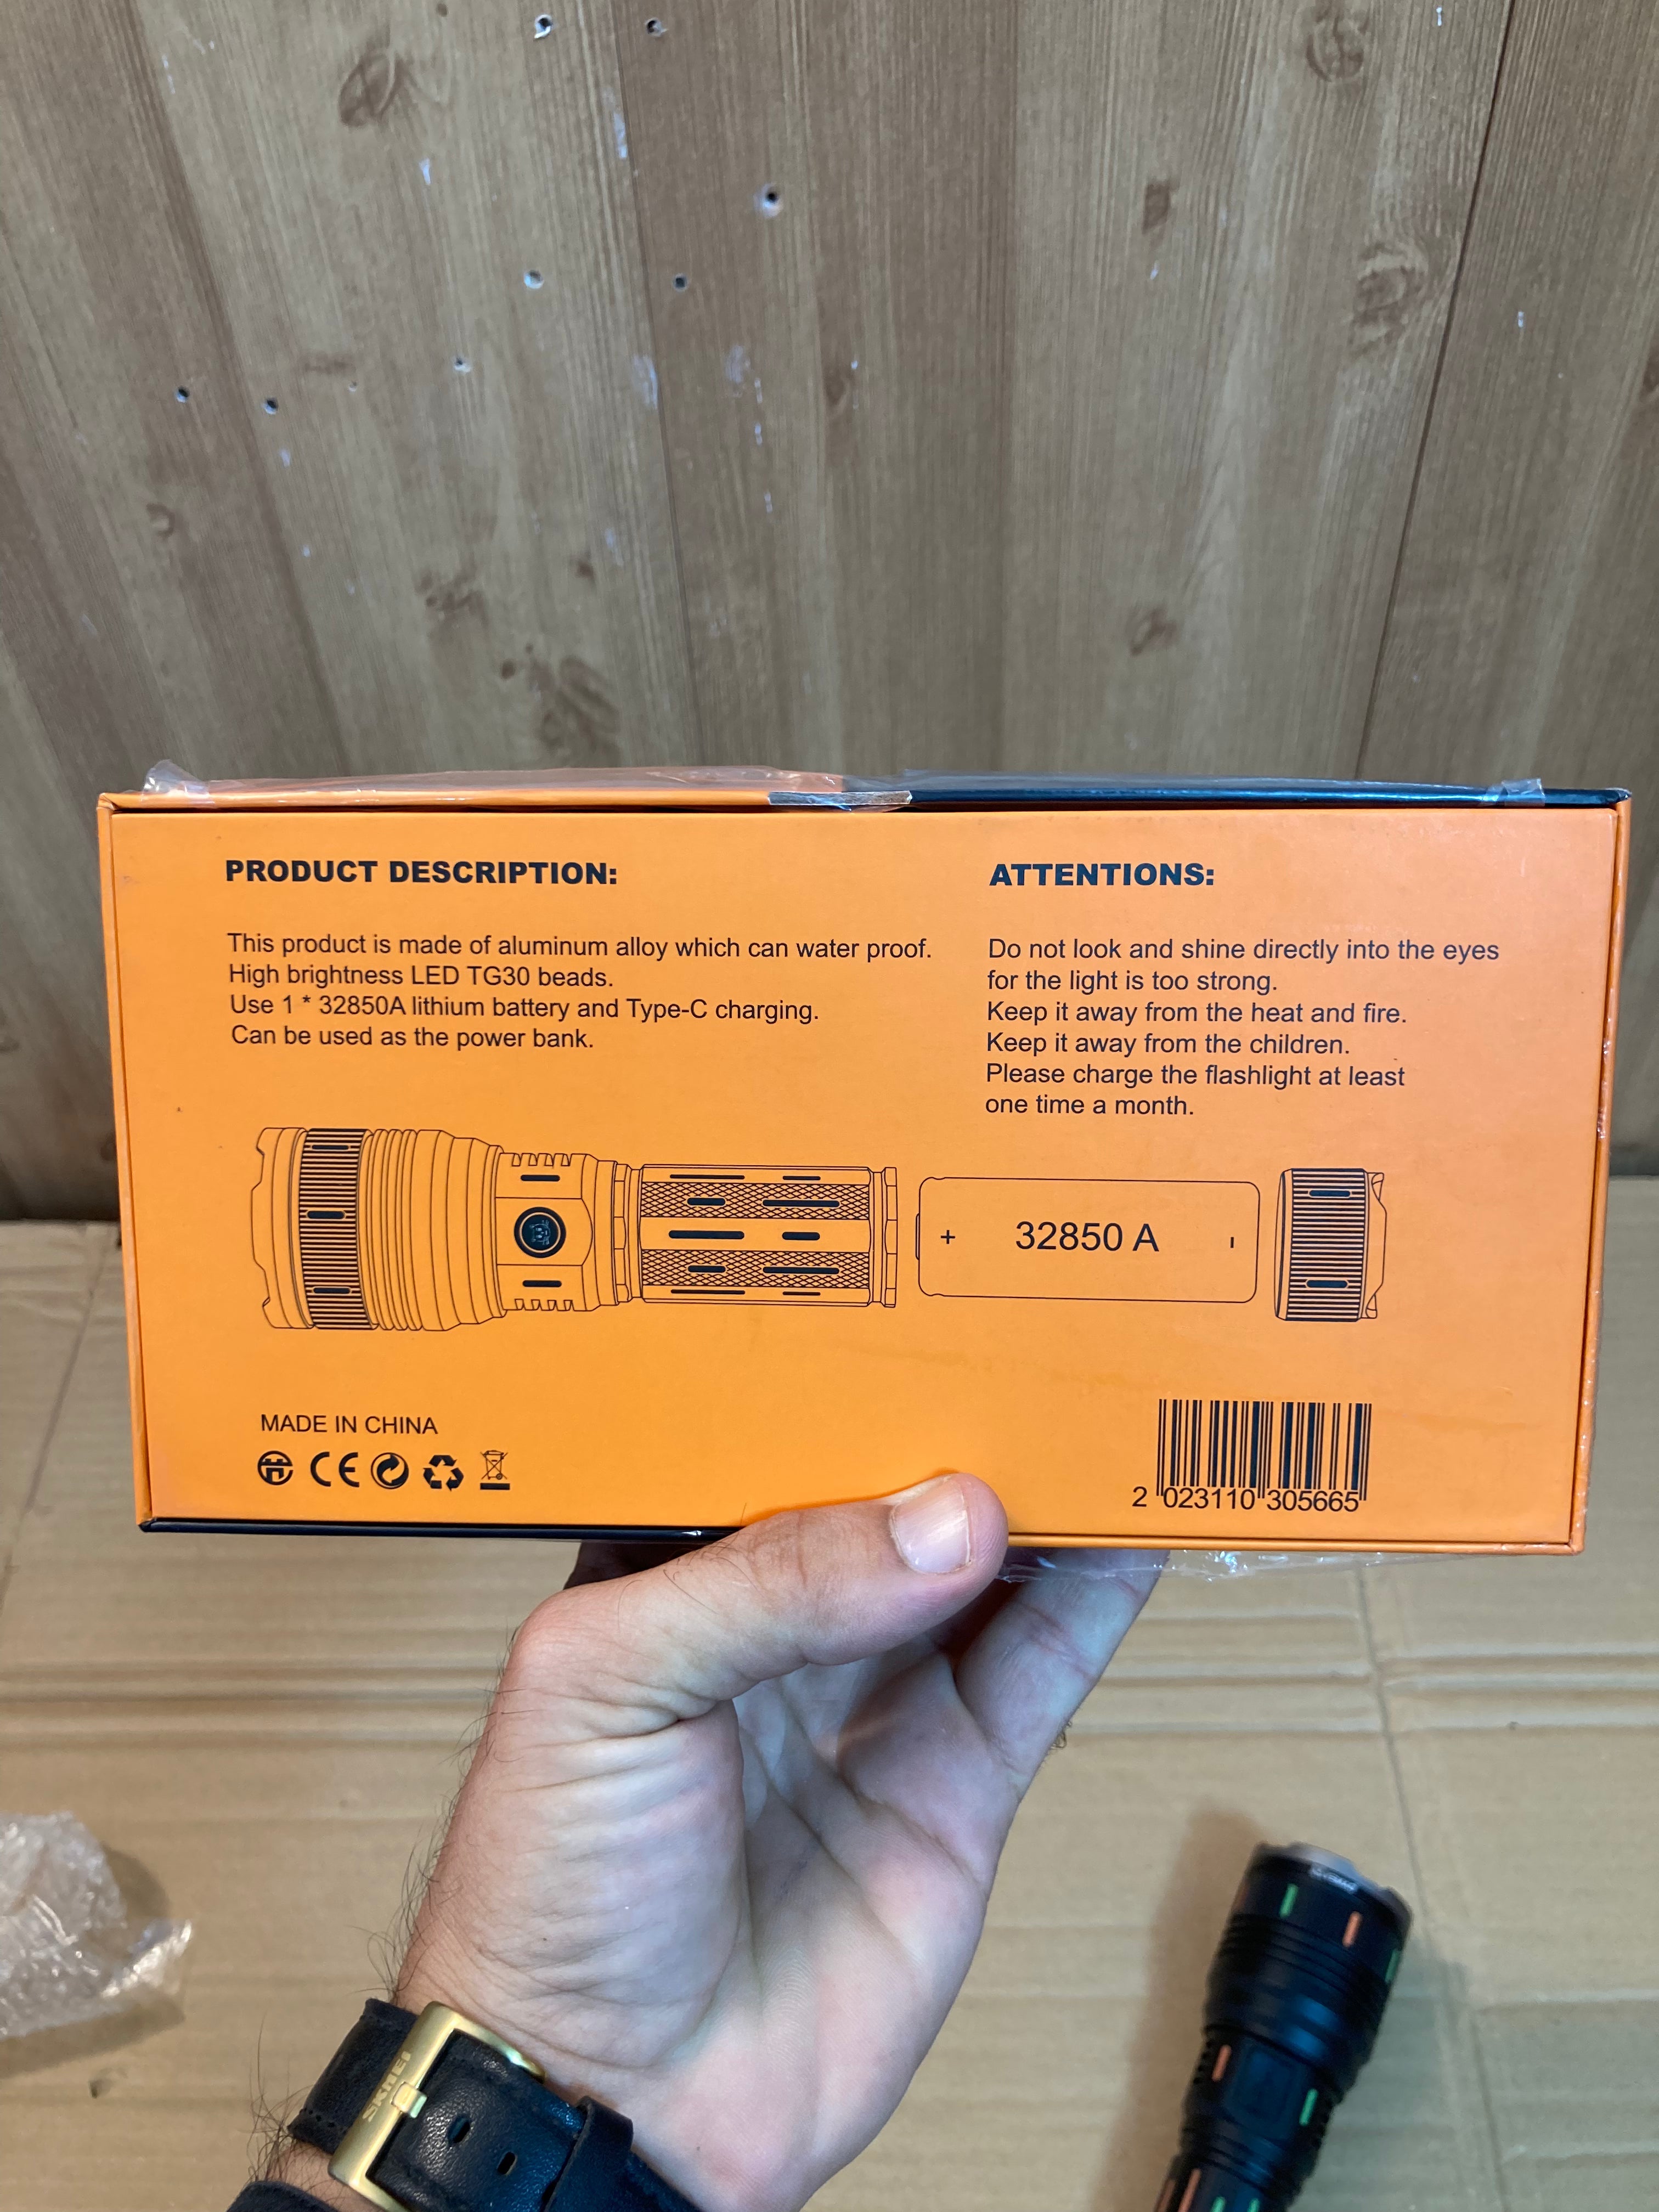 PRODUCT DESCRIPTION:
This product is made of aluminum alloy which can water proof.
High brightness LED TG30 beads.
Use 1 * 32850A lithium battery and Type-C charging.
Can be used as the power bank.
ATTENTIONS:
Do not look and shine directly into the eyes
for the light is too strong.
Keep it away from the heat and fire.
Keep it away from the children.
Please charge the flashlight at least
one time a month.
+ 32850 A -
MADE IN CHINA
CE
2 023110 305665
SKMEI